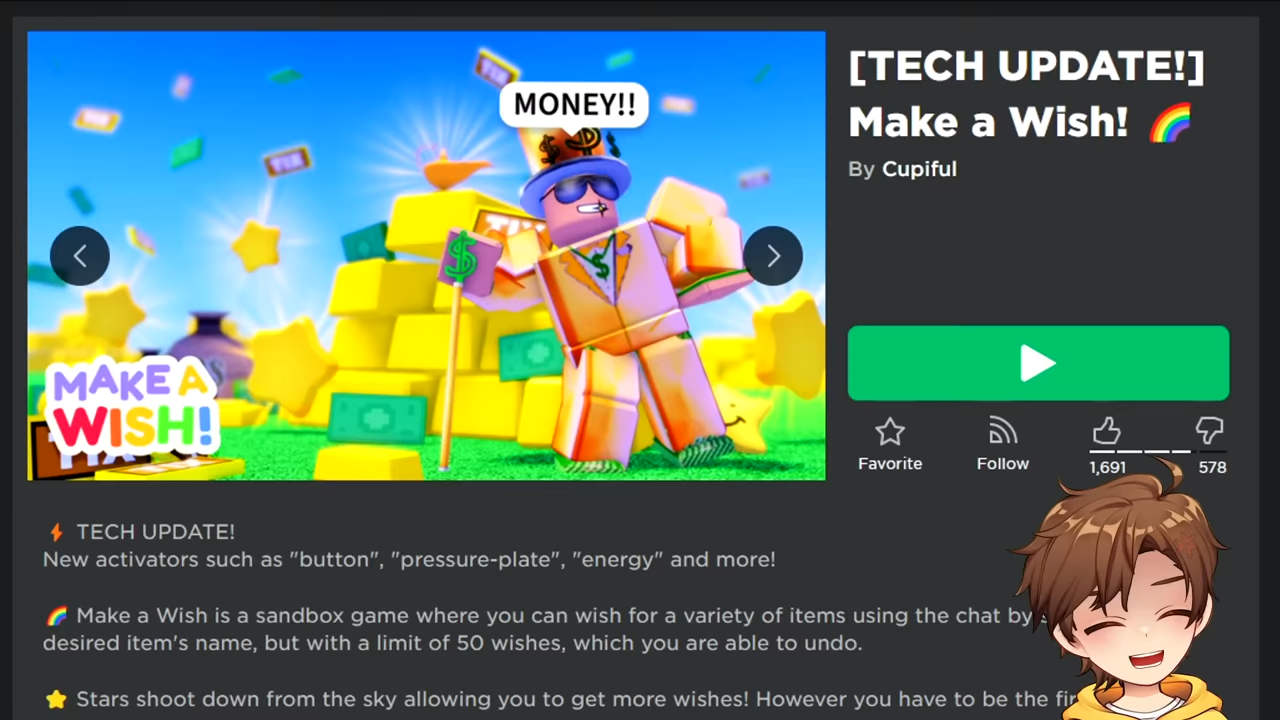 MONEY!!
MAKE A
WISH!
[TECH UPDATE!]
Make a Wish! 🌈
By Cupiful
Favorite
Follow
1,691
578
⚡ TECH UPDATE!
New activators such as "button", "pressure-plate", "energy" and more!
🌈 Make a Wish is a sandbox game where you can wish for a variety of items using the chat by
desired item's name, but with a limit of 50 wishes, which you are able to undo.
⭐ Stars shoot down from the sky allowing you to get more wishes! However you have to be the